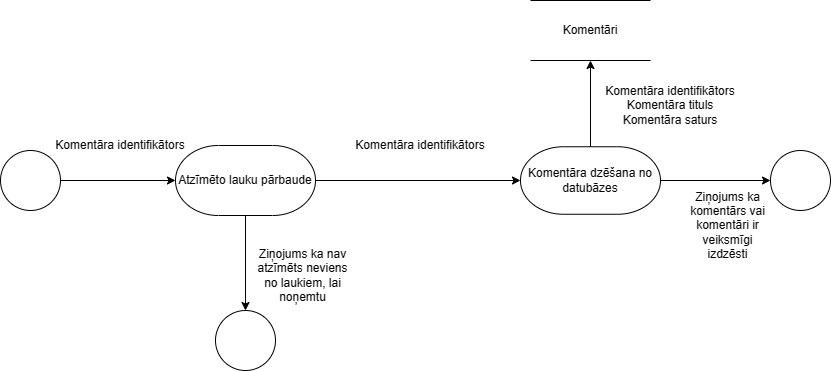 Komentāri
Komentāra identifikātors
Komentāra tituls
Komentāra saturs
Komentāra identifikātors
Komentāra identifikātors
Atzīmēto lauku pārbaude
Komentāra dzēšana no
datubāzes
Ziņojums ka
komentārs vai
komentāri ir
veiksmīgi
izdzēsti
Ziņojums ka nav
atzīmēts neviens
no laukiem, lai
noņemtu